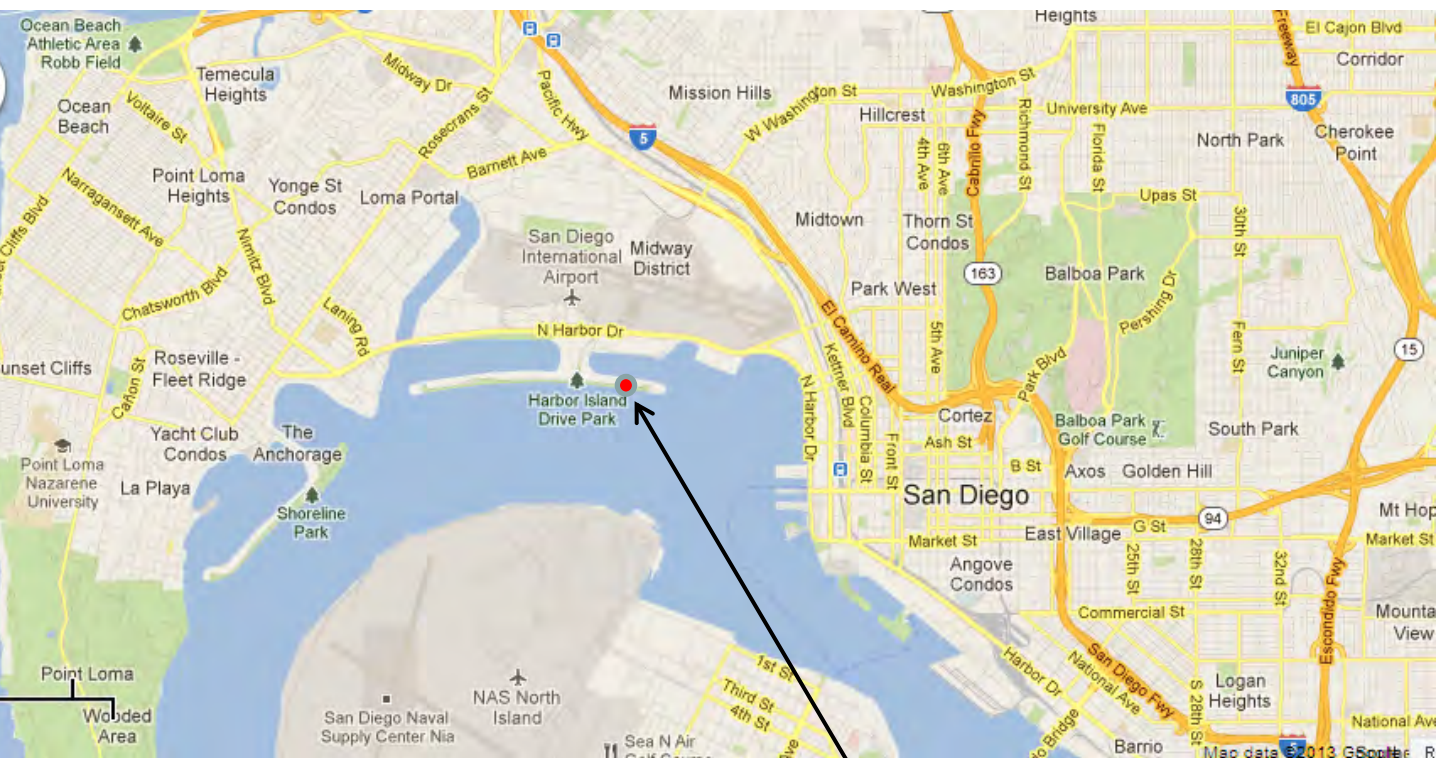 Ocean Beach
Athletic Area
Robb Field
Heights
El Cajon Blvd
Freeway
Corridor
Temecula
Heights
Midway Dr
Pacific Hwy
Mission Hills
W Washington St
Washington St
Hillcrest
University Ave
805
5
Ocean
Beach
Voltaire St
Rosecrans St
Barnett Ave
4th Ave
6th Ave
Cabrillo Fwy
Richmond St
Florida St
North Park
Cherokee
Point
Point Loma
Heights
Yonge St
Condos
Loma Portal
Narragansett Ave
Cliffs Blvd
Upas St
30th St
San Diego
International
Airport
Midway
District
Midtown
Thorn St
Condos
163
Balboa Park
Nimitz Blvd
Chatsworth Blvd
Laning Rd
Park West
Pershing Dr
N Harbor Dr
El Camino Real
5th Ave
Fern St
15
unset Cliffs
Roseville -
Fleet Ridge
Cañon St
Harbor Island
Drive Park
N Harbor Dr
Kettner Blvd
Columbia St
Front St
Park Blvd
Juniper
Canyon
Cortez
Ash St
B St
Balboa Park
Golf Course
South Park
Yacht Club
Condos
The
Anchorage
Point Loma
Nazarene
University
La Playa
Axos
Golden Hill
San Diego
Shoreline
Park
Market St
East Village
G St
94
Mt Hop
Market St
25th St
28th St
32nd St
Angove
Condos
Commercial St
Escondido Fwy
Mounta
View
Point Loma
Wooded
Area
San Diego Naval
Supply Center Nia
NAS North
Island
1st St
Third St
4th St
Ave
Sea N Air
Harbor Dr
National Ave
San Diego Fwy
S 28th St
Logan
Heights
National Ave
o Bridge
Barrio
Map data ©2013 Google